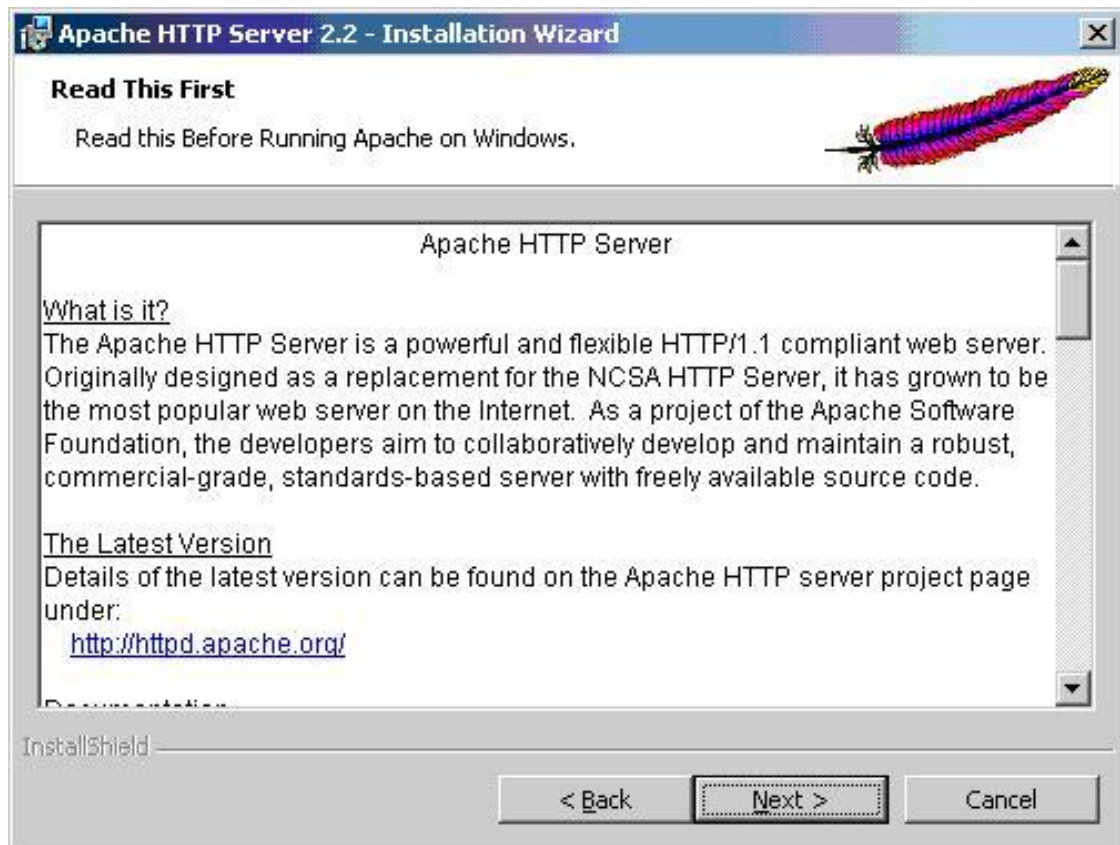 Apache HTTP Server 2.2 - Installation Wizard
Read This First
Read this Before Running Apache on Windows.
Apache HTTP Server
What is it?
The Apache HTTP Server is a powerful and flexible HTTP/1.1 compliant web server.
Originally designed as a replacement for the NCSA HTTP Server, it has grown to be
the most popular web server on the Internet.  As a project of the Apache Software
Foundation, the developers aim to collaboratively develop and maintain a robust,
commercial-grade, standards-based server with freely available source code.
The Latest Version
Details of the latest version can be found on the Apache HTTP server project page
under:
http://httpd.apache.org/
Documentation
InstallShield
< Back
Next >
Cancel